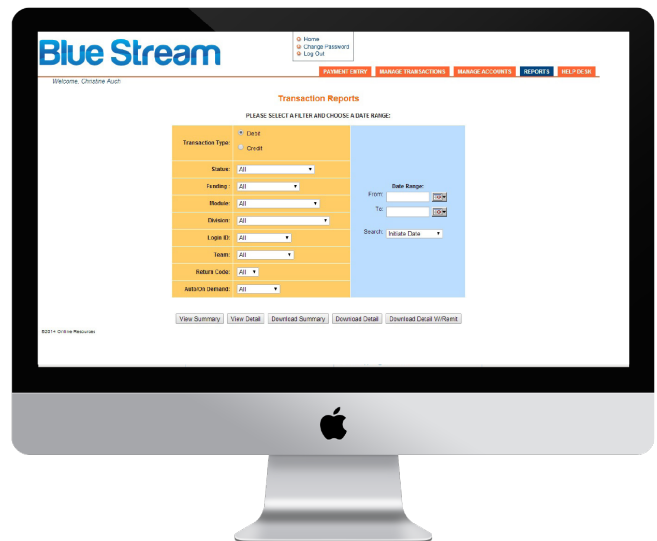 Blue Stream
Home
Change Password
Log Out
PAYMENT ENTRY MANAGE TRANSACTIONS MANAGE ACCOUNTS REPORTS HELP DESK
Welcome, Christine Auch
Transaction Reports
PLEASE SELECT A FILTER AND CHOOSE A DATE RANGE:
Transaction Type: Debit
Credit
Status: All
Funding : All
Module: All
Division: All
Login ID: All
Team: All
Return Code: All
Auto/On Demand: All
Date Range:
From:
To:
Search: Initiate Date
View Summary View Detail Download Summary Download Detail Download Detail W/Remit
©2014 Online Resources